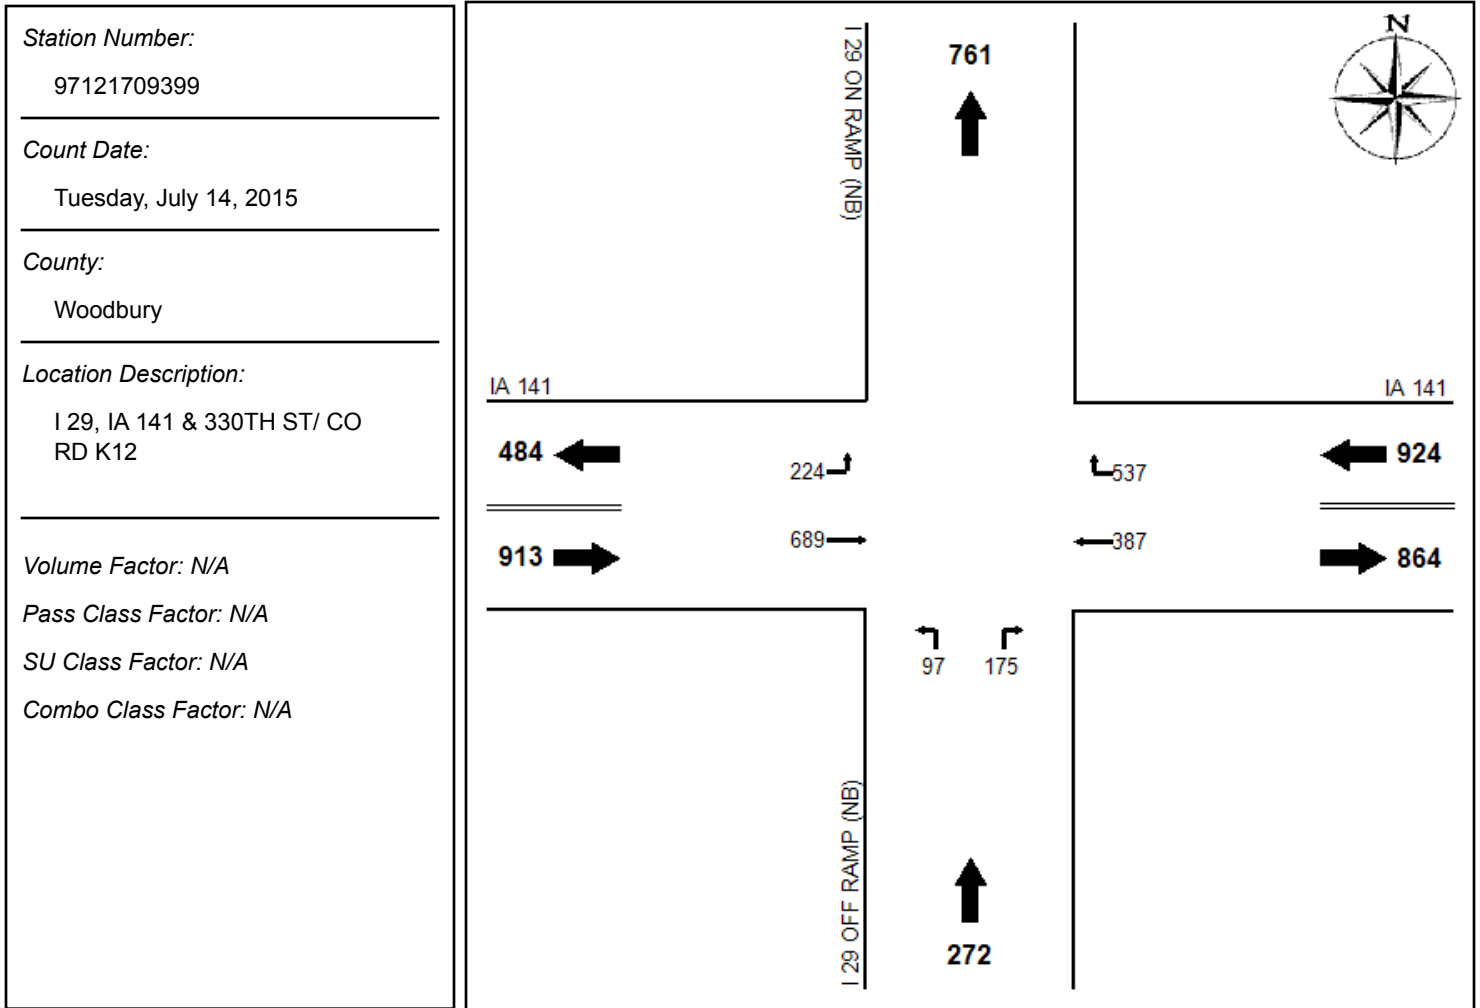 Station Number:
97121709399
Count Date:
Tuesday, July 14, 2015
County:
Woodbury
Location Description:
I 29, IA 141 & 330TH ST/ CO
RD K12
Volume Factor: N/A
Pass Class Factor: N/A
SU Class Factor: N/A
Combo Class Factor: N/A
I 29 ON RAMP (NB)
761
N
IA 141
IA 141
484
924
224
537
689
387
913
864
97 175
I 29 OFF RAMP (NB)
272